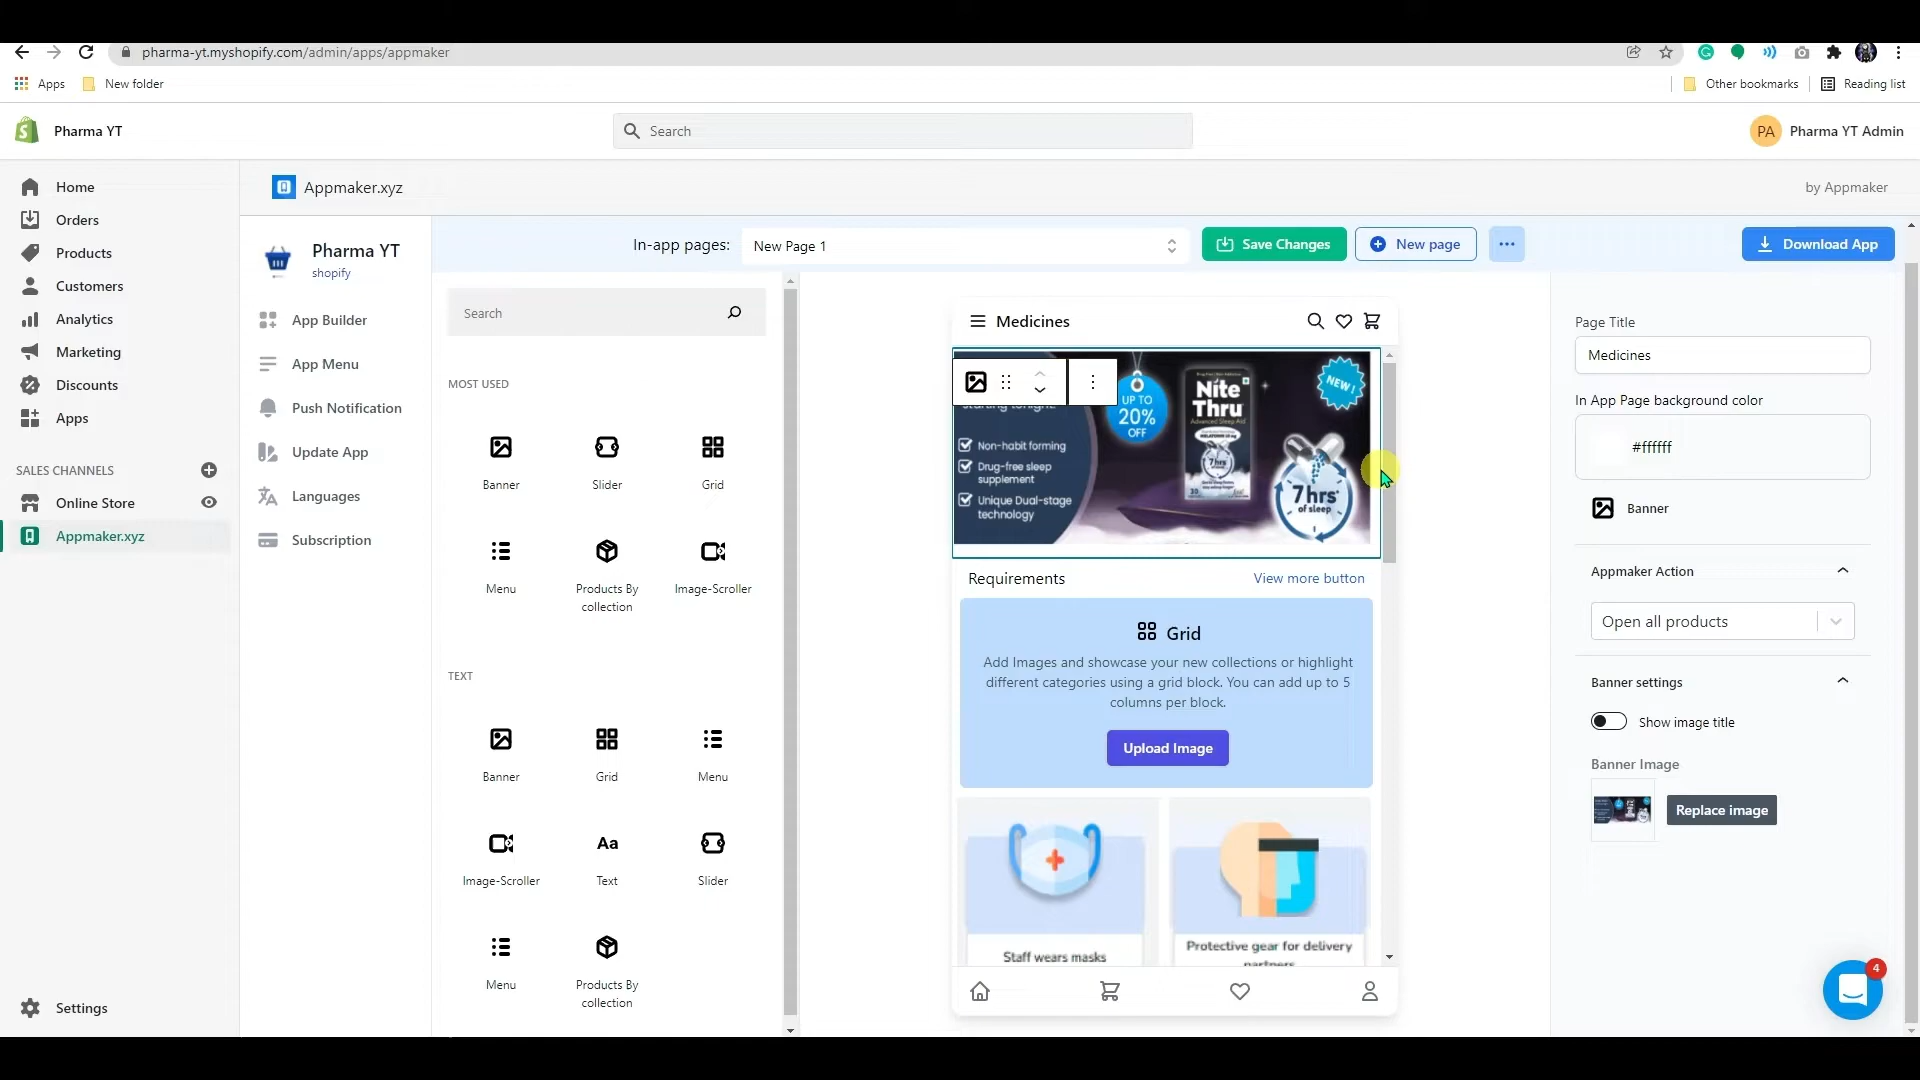 pharma-yt.myshopify.com/admin/apps/appmaker
Apps
New folder
Other bookmarks
Reading list
Pharma YT
Search
PA
Pharma YT Admin
Home
Orders
Products
Customers
Analytics
Marketing
Discounts
Apps
SALES CHANNELS
Online Store
Appmaker.xyz
Settings
Appmaker.xyz
by Appmaker
Pharma YT
shopify
App Builder
App Menu
Push Notification
Update App
Languages
Subscription
In-app pages:
New Page 1
Save Changes
New page
Download App
Search
MOST USED
Banner
Slider
Grid
Menu
Products By
collection
Image-Scroller
TEXT
Banner
Grid
Menu
Image-Scroller
Aa
Text
Slider
Menu
Products By
collection
Medicines
starting tonight.
Non-habit forming
Drug-free sleep
supplement
Unique Dual-stage
technology
UP TO
20%
OFF
Nite
Thru
Advanced Sleep Aid
7hrs
NEW!
7hrs
of sleep
Requirements
View more button
Grid
Add Images and showcase your new collections or highlight
different categories using a grid block. You can add up to 5
columns per block.
Upload Image
Staff wears masks
Protective gear for delivery
partners
Page Title
Medicines
In App Page background color
#ffffff
Banner
Appmaker Action
Open all products
Banner settings
Show image title
Banner Image
Replace image
4